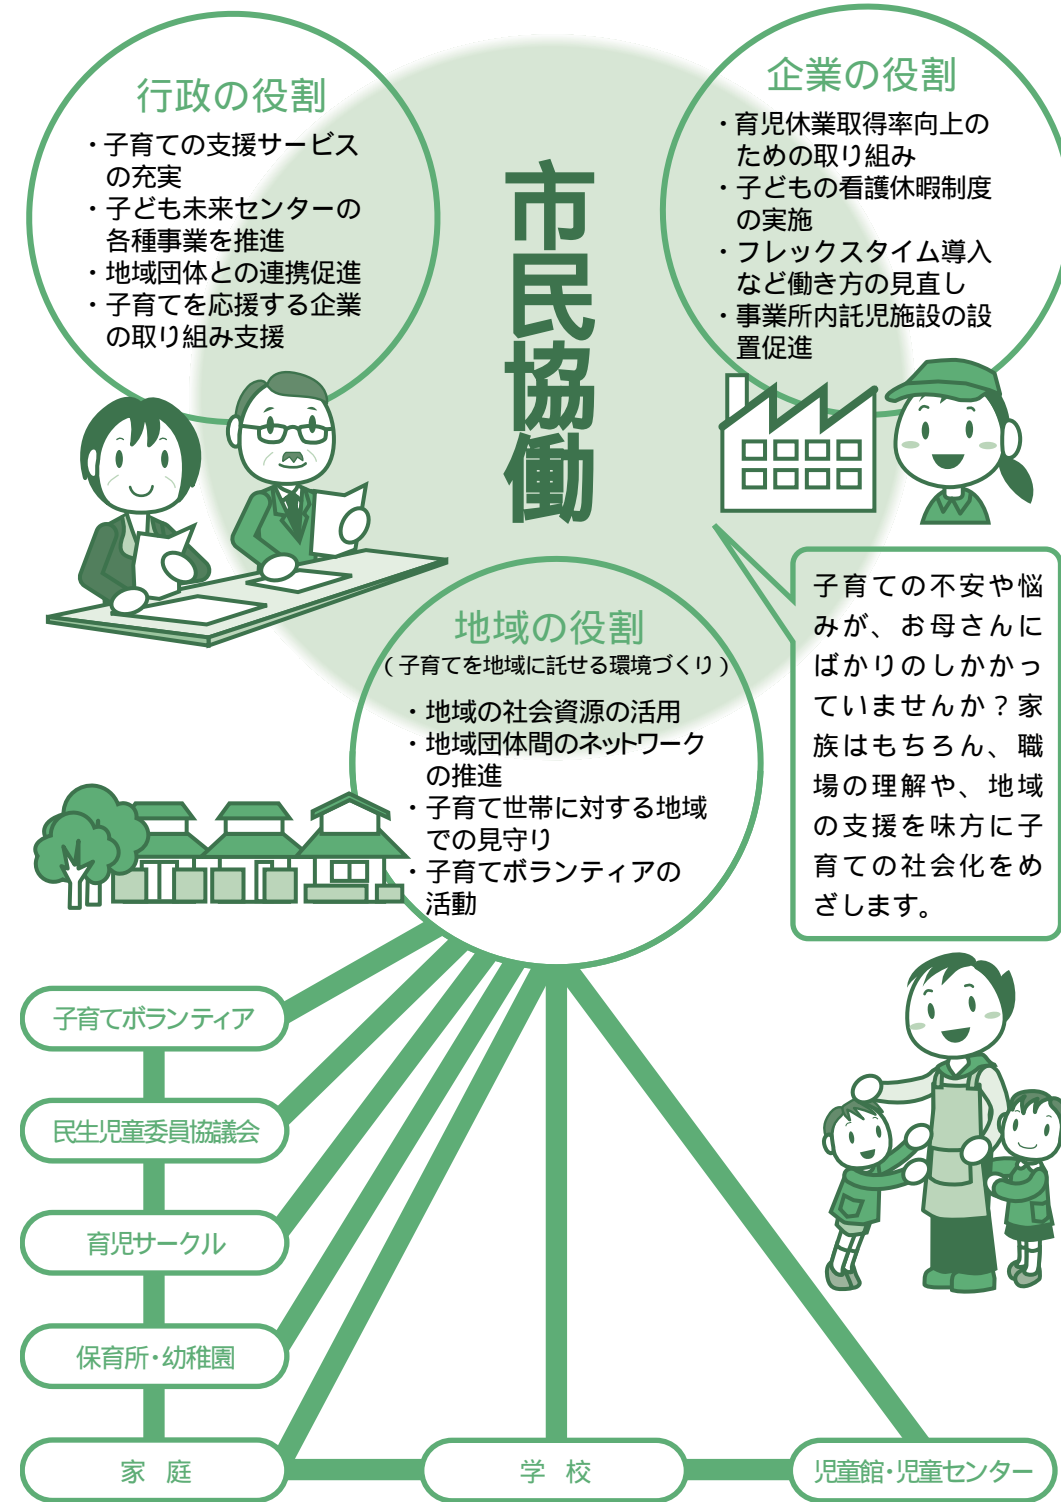 行政の役割
・子育ての支援サービス
の充実
・子ども未来センターの
各種事業を推進
・地域団体との連携促進
・子育てを応援する企業
の取り組み支援
市民協働
企業の役割
・育児休業取得率向上の
ための取り組み
・子どもの看護休暇制度
の実施
・フレックスタイム導入
など働き方の見直し
・事業所内託児施設の設
置促進
地域の役割
(子育てを地域に託せる環境づくり)
・地域の社会資源の活用
・地域団体間のネットワーク
の推進
・子育て世帯に対する地域
での見守り
・子育てボランティアの
活動
子育ての不安や悩
みが、お母さんに
ばかりのしかかっ
ていませんか？家
族はもちろん、職
場の理解や、地域
の支援を味方に子
育ての社会化をめ
ざします。
子育てボランティア
民生児童委員協議会
育児サークル
保育所・幼稚園
家 庭
学 校
児童館・児童センター